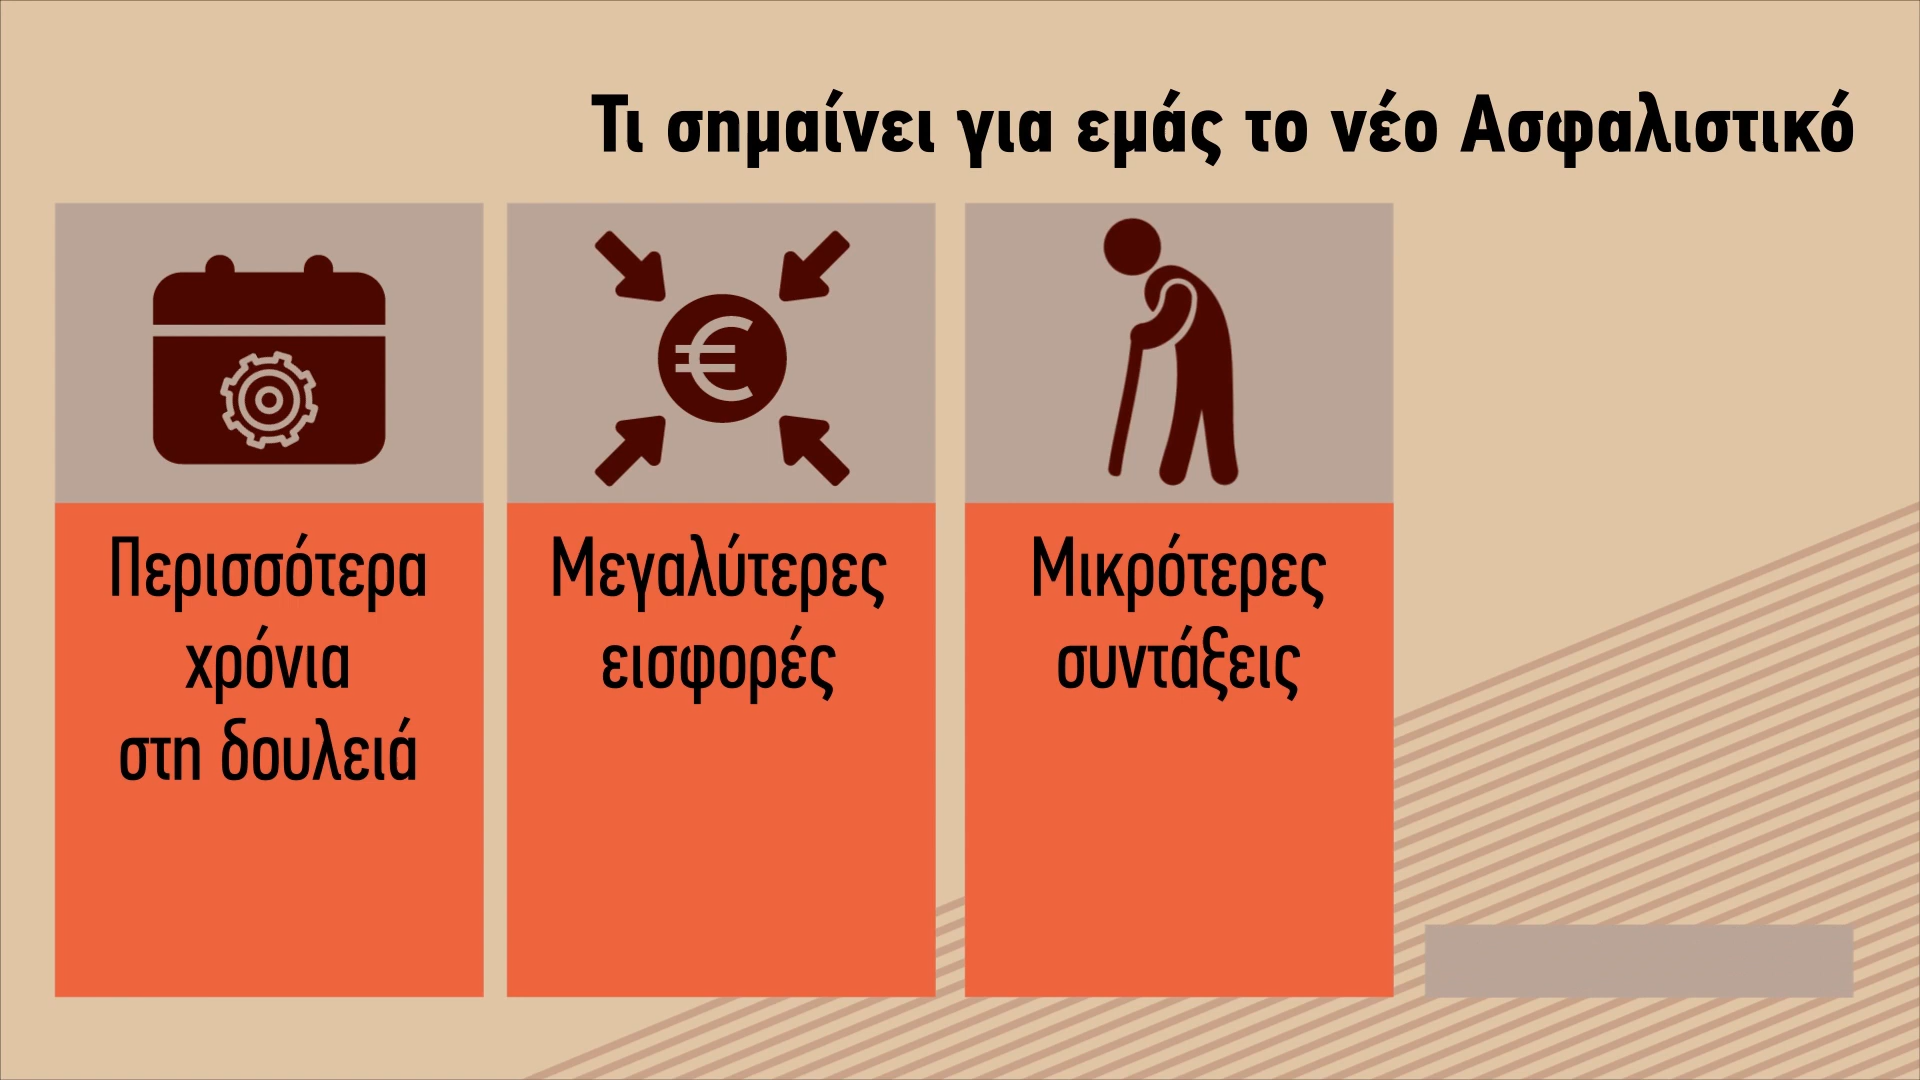 Τι σημαίνει για εμάς το νέο Ασφαλιστικό
Περισσότερα
χρόνια
στη δουλειά
Μεγαλύτερες
εισφορές
Μικρότερες
συντάξεις